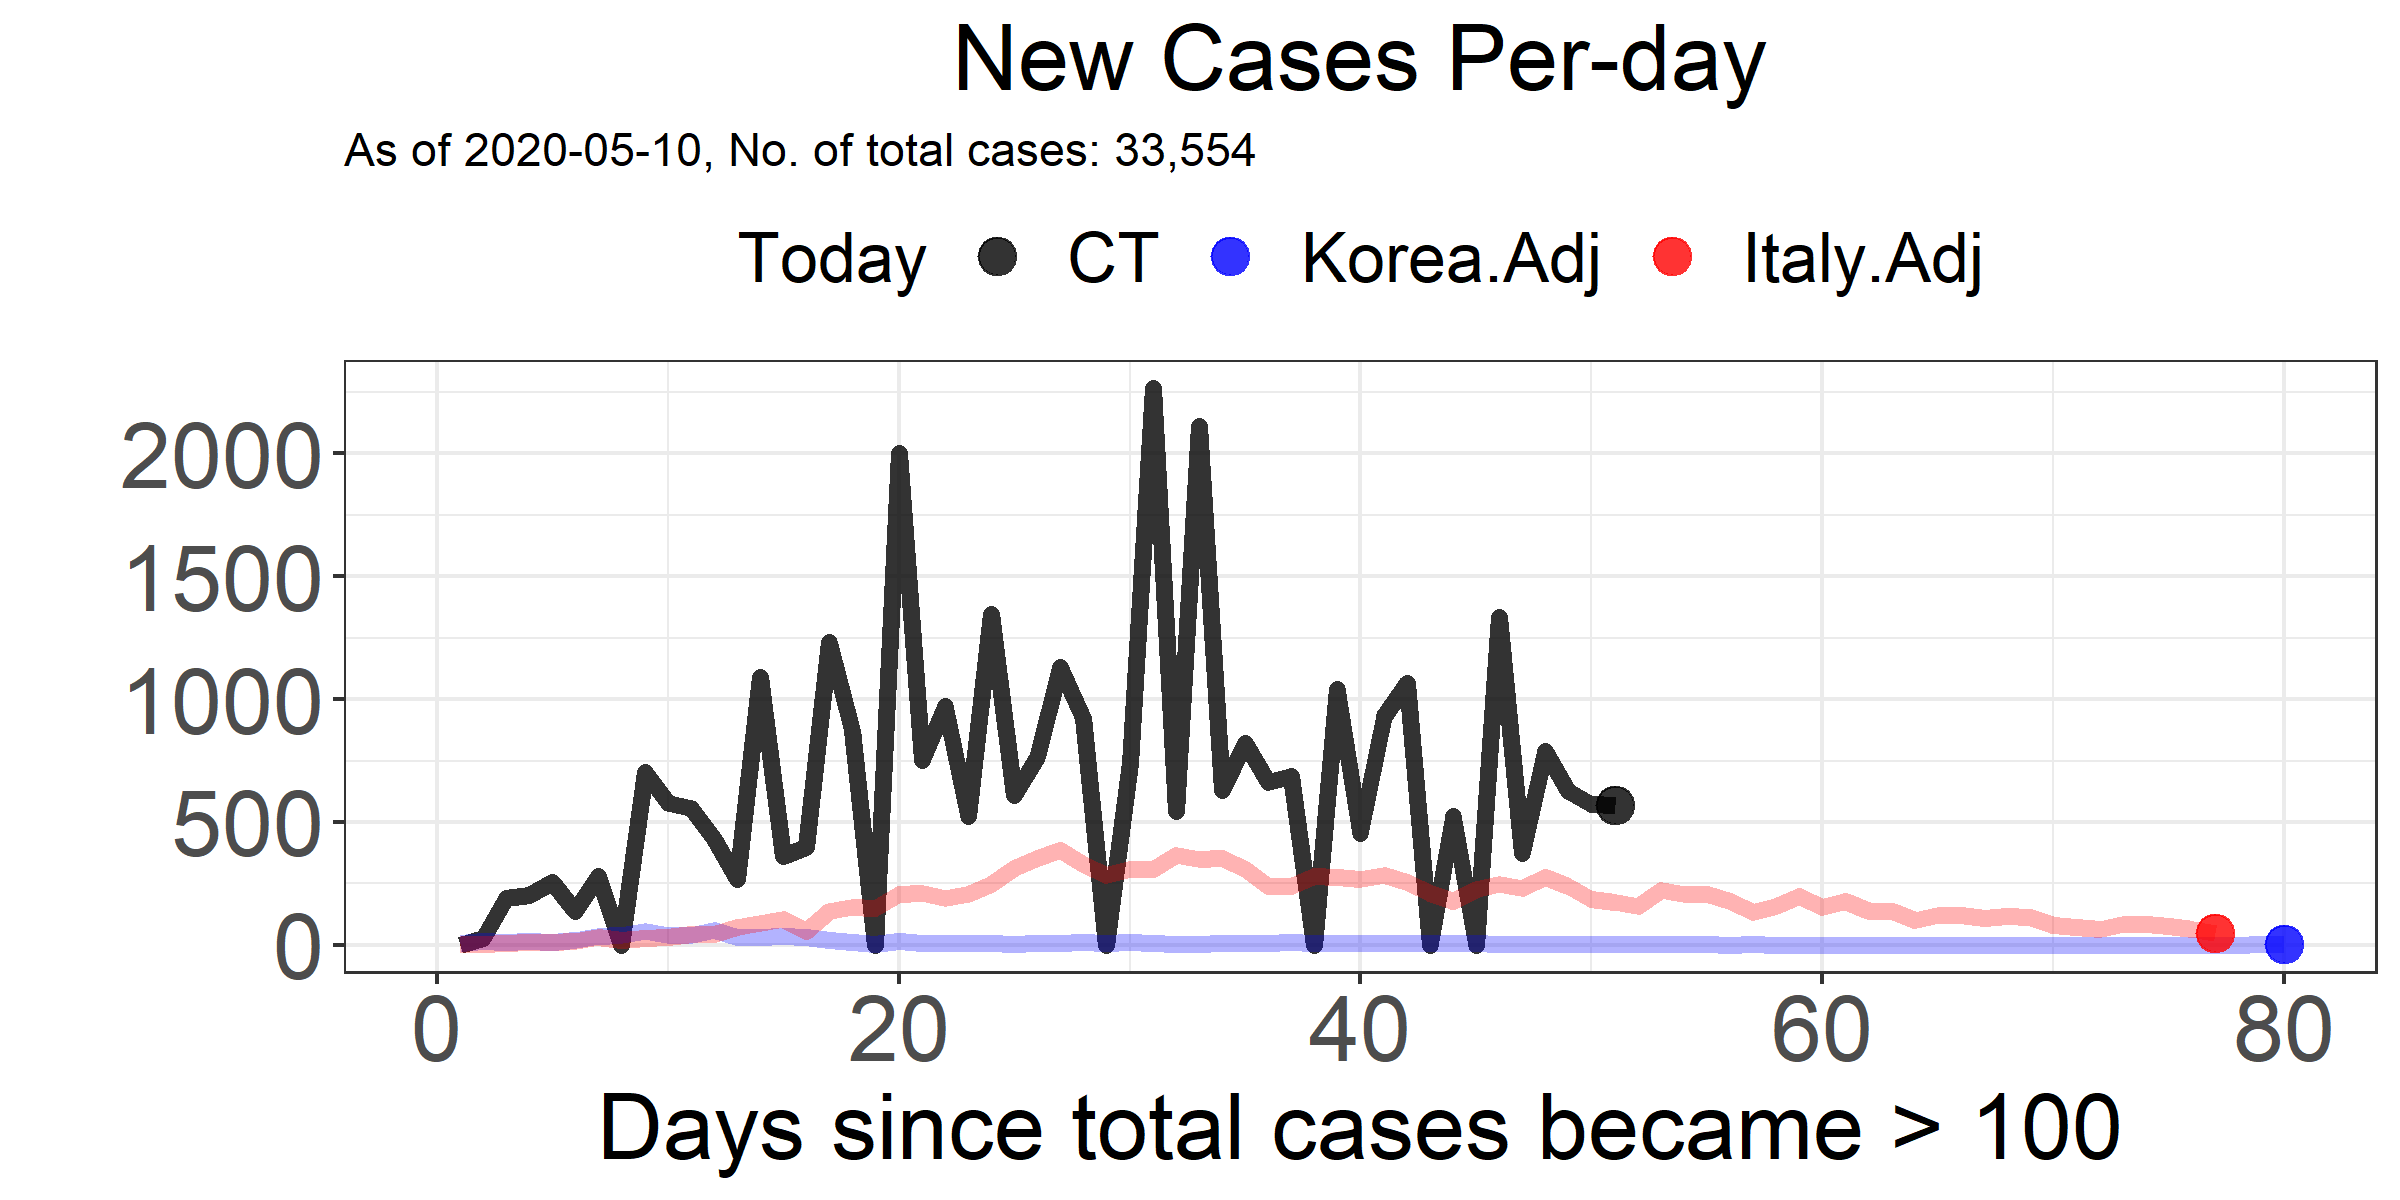 New Cases Per-day
As of 2020-05-10, No. of total cases: 33,554
Today CT Korea.Adj Italy.Adj
2000
1500
1000
500
0
0 20 40 60 80
Days since total cases became > 100